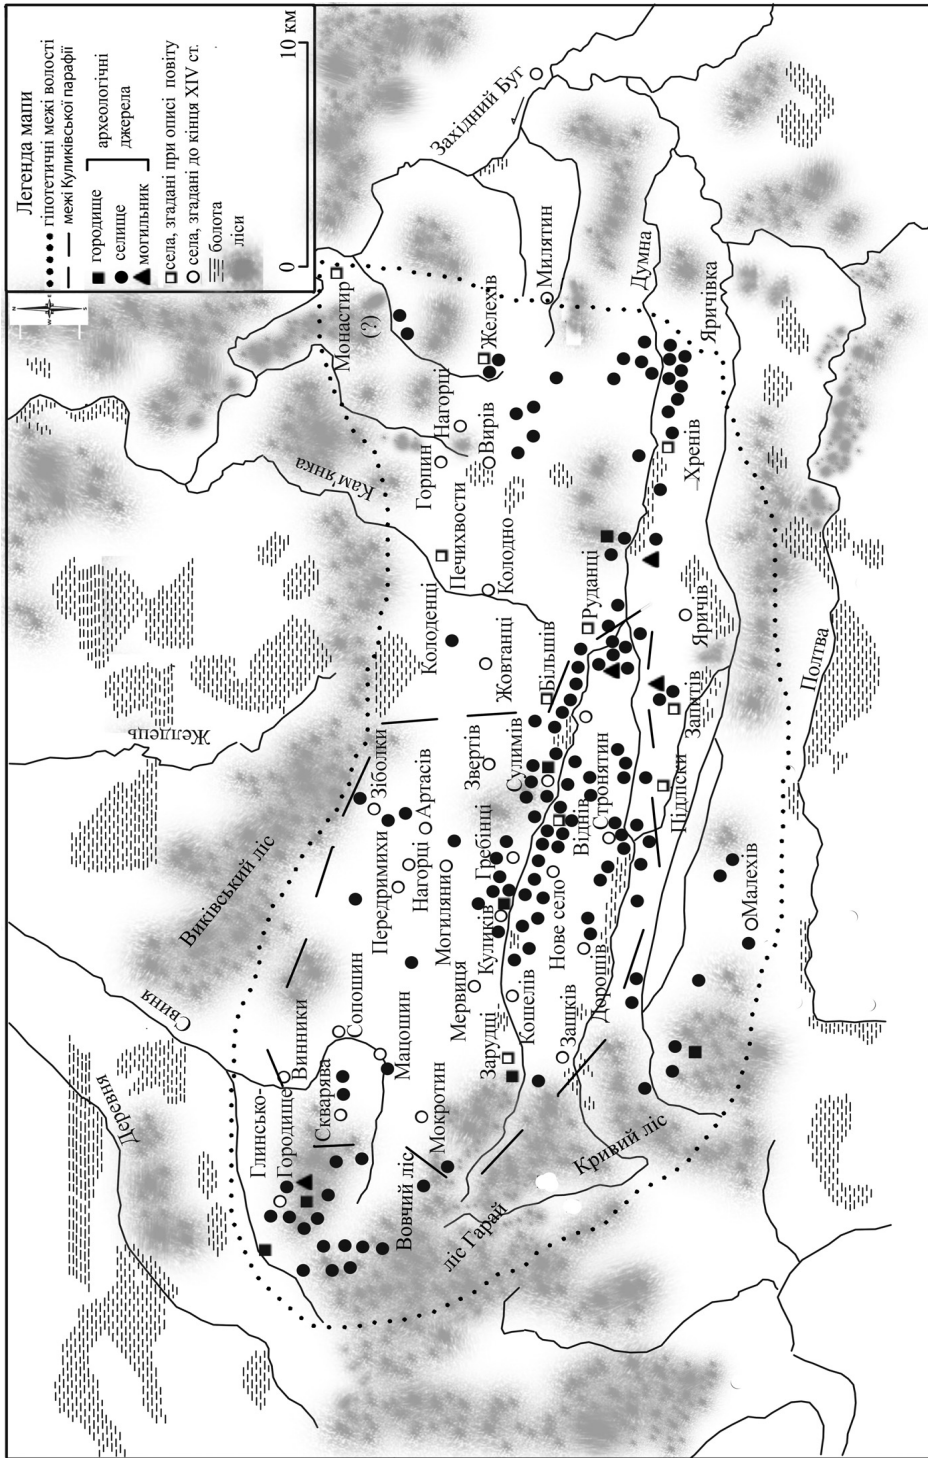 Легенда мапи
гіпотетичні межі волості
межі Куликівської парафії
городище
селище
могильник
археологічні
джерела
села, згадані при описі повіту
села, згадані до кінця XIV ст.
болота
ліси
0
10 км
Деревня
Свиня
Виківський ліс
Желдець
Кам'янка
Західний Буг
Глинсько-
Городище
Винники
Скварява
Сопошин
Мацошин
Вовчий ліс
Мокротин
ліс Гарай
Кривий ліс
Зіболки
Передримихи
Артасів
Нагорці
Могиляни
Мервиця
Куликів
Гребінці
Звертів
Сулимів
Зарудці
Кошелів
Зашків
Нове село
Дорошів
Віднів
Стронятин
Більшів
Жовтанці
Колоденці
Колодно
Печихвости
Горпин
Нагорці
Вирів
Желехів
Монастир
(?)
Милятин
Думна
Яричівка
Хренів
Руданці
Яричів
Запитів
Підліски
Малехів
Полтва